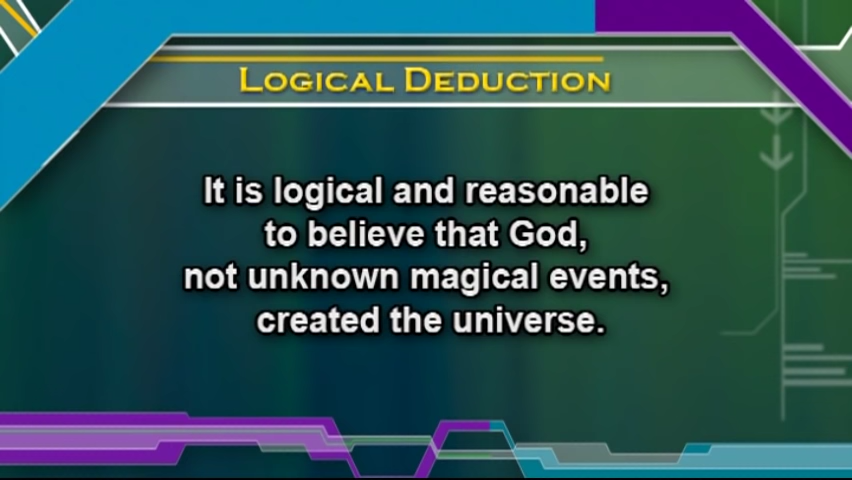 LOGICAL DEDUCTION
It is logical and reasonable
to believe that God,
not unknown magical events,
created the universe.